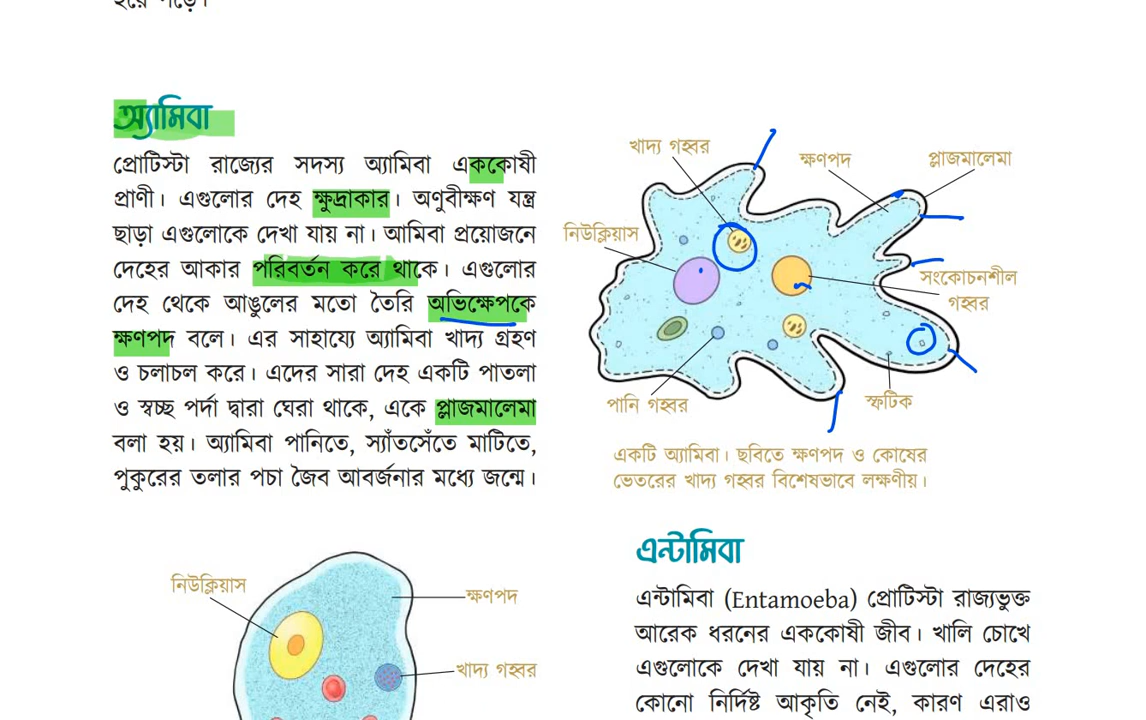 হয়ে পড়ে।
অ্যামিবা
প্রোটিস্টা রাজ্যের সদস্য অ্যামিবা এককোষী
প্রাণী। এগুলোর দেহ ক্ষুদ্রাকার। অণুবীক্ষণ যন্ত্র
ছাড়া এগুলোকে দেখা যায় না। আমিবা প্রয়োজনে
দেহের আকার পরিবর্তন করে থাকে। এগুলোর
দেহ থেকে আঙুলের মতো তৈরি অভিক্ষেপকে
ক্ষণপদ বলে। এর সাহায্যে অ্যামিবা খাদ্য গ্রহণ
ও চলাচল করে। এদের সারা দেহ একটি পাতলা
ও স্বচ্ছ পর্দা দ্বারা ঘেরা থাকে, একে প্লাজমালেমা
বলা হয়। অ্যামিবা পানিতে, স্যাঁতসেঁতে মাটিতে,
পুকুরের তলার পচা জৈব আবর্জনার মধ্যে জন্মে।
খাদ্য গহ্বর
ক্ষণপদ
প্লাজমালেমা
নিউক্লিয়াস
সংকোচনশীল
গহ্বর
পানি গহ্বর
স্ফটিক
একটি অ্যামিবা। ছবিতে ক্ষণপদ ও কোষের
ভেতরের খাদ্য গহ্বর বিশেষভাবে লক্ষণীয়।
নিউক্লিয়াস
ক্ষণপদ
খাদ্য গহ্বর
এন্টামিবা
এন্টামিবা (Entamoeba) প্রোটিস্টা রাজ্যভুক্ত
আরেক ধরনের এককোষী জীব। খালি চোখে
এগুলোকে দেখা যায় না। এগুলোর দেহের
কোনো নির্দিষ্ট আকৃতি নেই, কারণ এরাও